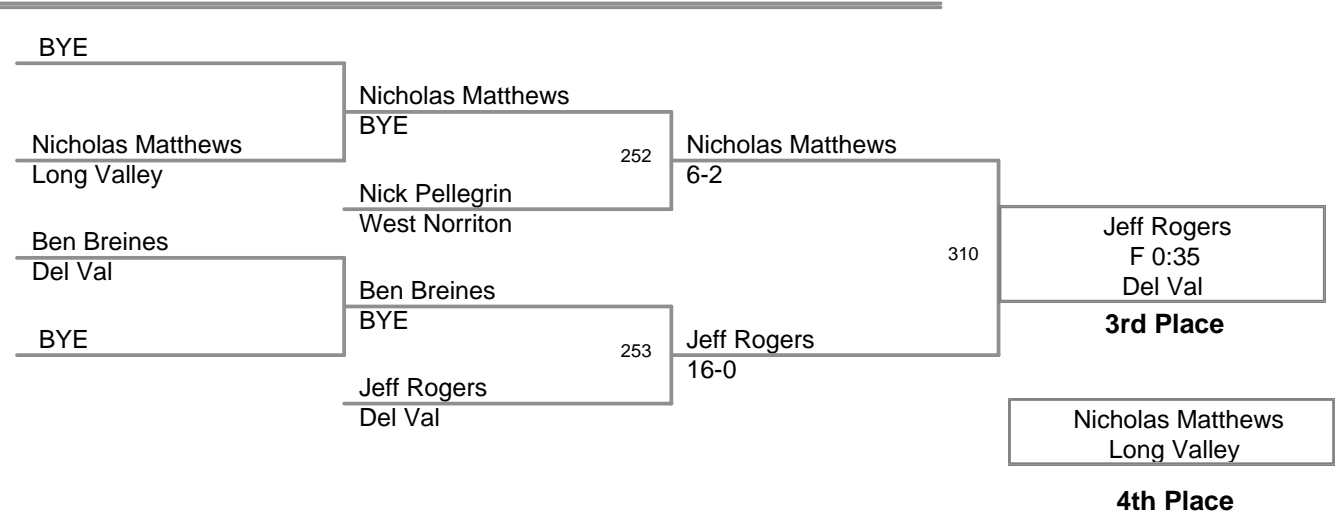 BYE
Nicholas Matthews
BYE
Nicholas Matthews
Long Valley
252
Nicholas Matthews
6-2
Nick Pellegrin
West Norriton
Ben Breines
Del Val
310
Jeff Rogers
F 0:35
Del Val
3rd Place
Ben Breines
BYE
BYE
253
Jeff Rogers
16-0
Jeff Rogers
Del Val
Nicholas Matthews
Long Valley
4th Place